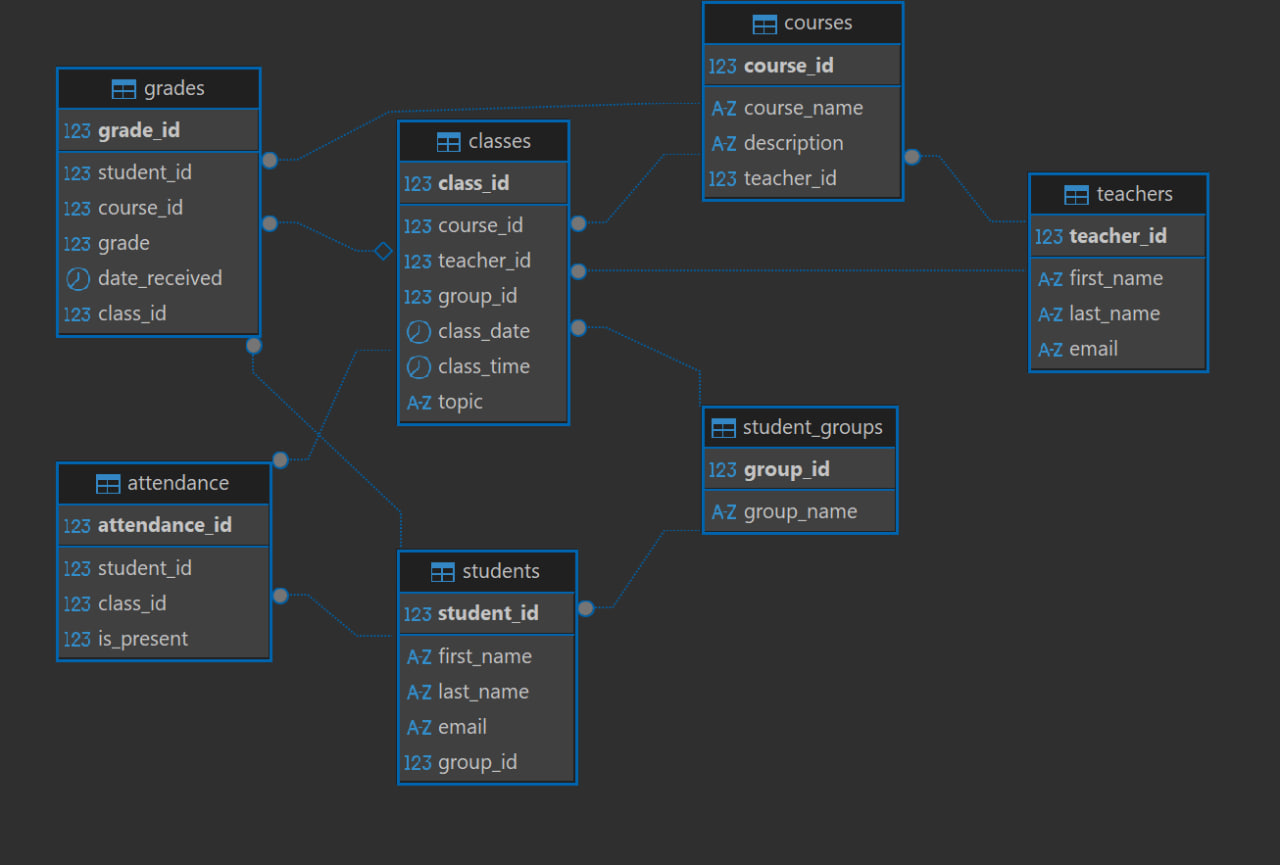 grades
123 grade_id
123 student_id
123 course_id
123 grade
date_received
123 class_id
classes
123 class_id
123 course_id
123 teacher_id
123 group_id
class_date
class_time
A-Z topic
courses
123 course_id
A-Z course_name
A-Z description
123 teacher_id
teachers
123 teacher_id
A-Z first_name
A-Z last_name
A-Z email
student_groups
123 group_id
A-Z group_name
attendance
123 attendance_id
123 student_id
123 class_id
123 is_present
students
123 student_id
A-Z first_name
A-Z last_name
A-Z email
123 group_id